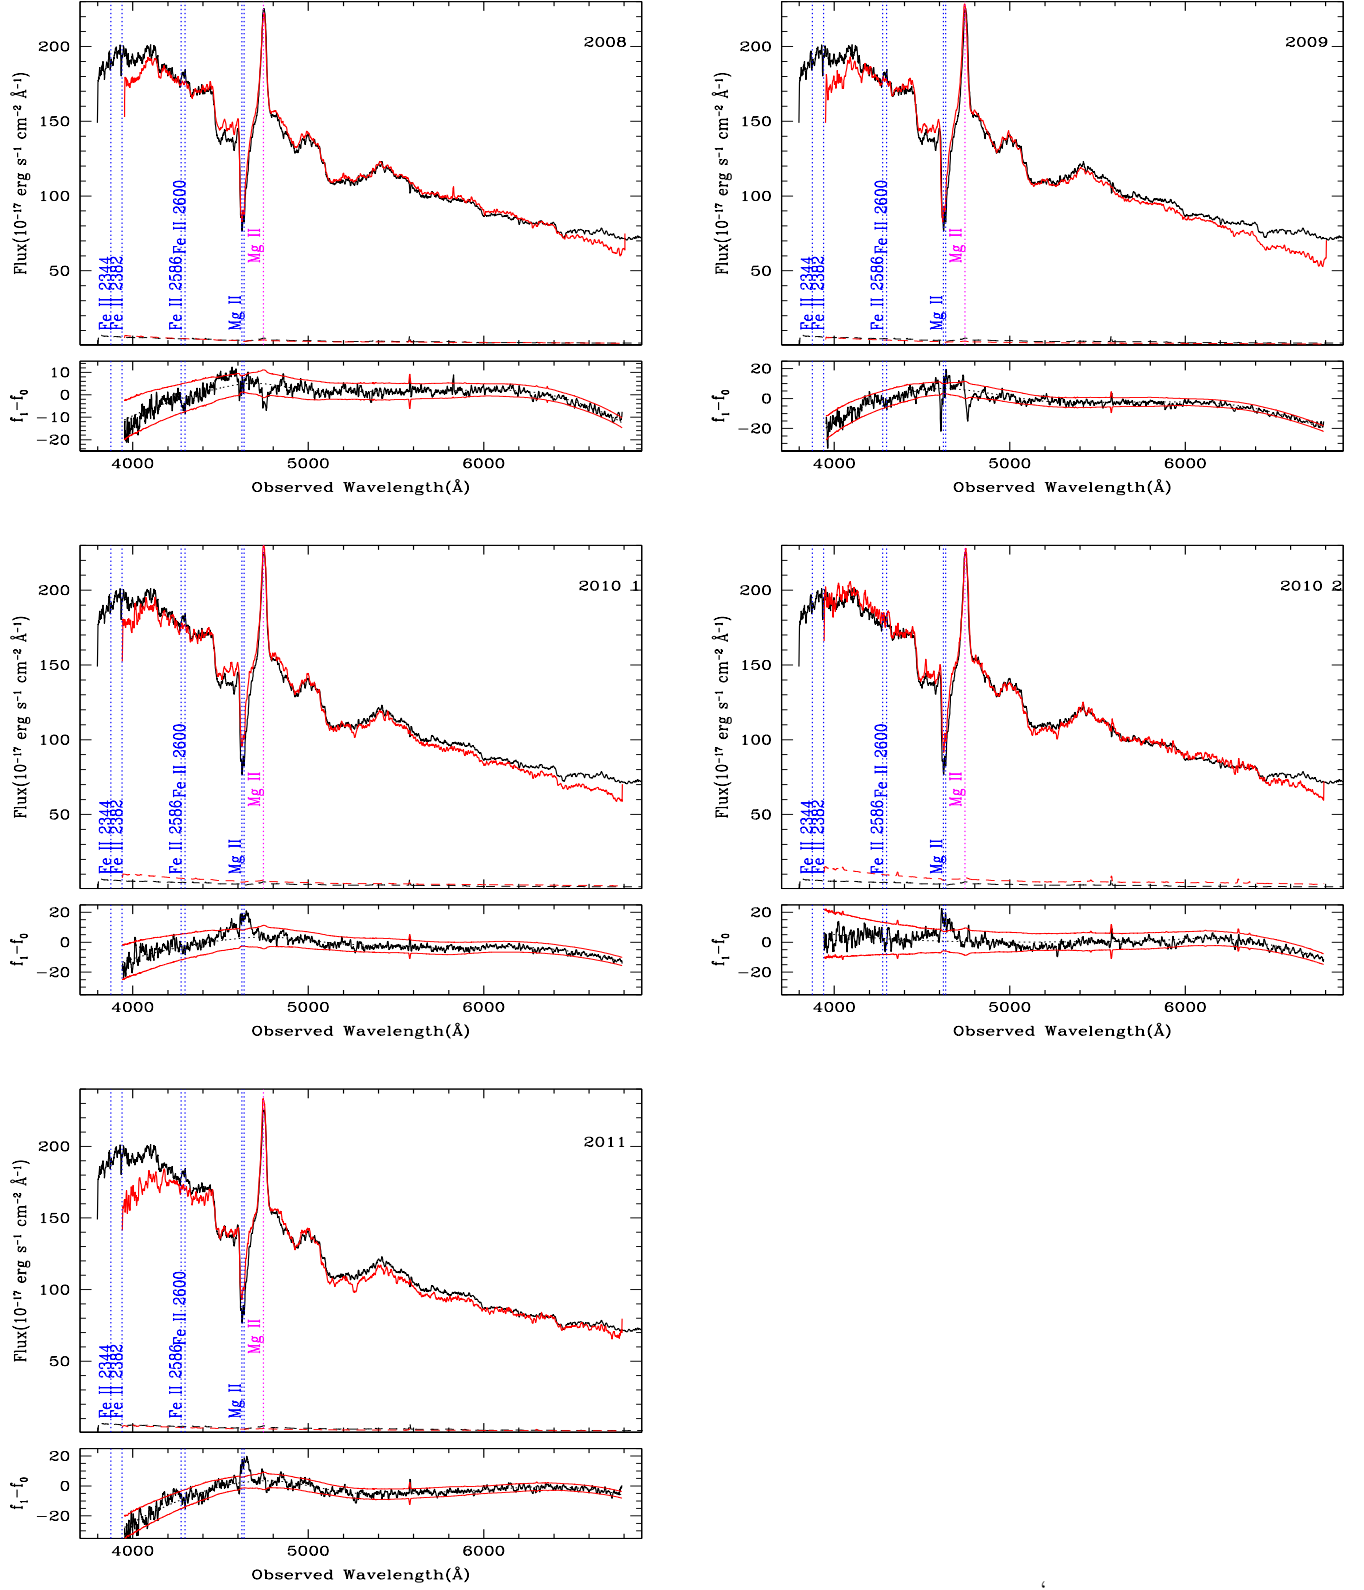 2008
200
150
100
50
Flux(10⁻¹⁷ erg s⁻¹ cm⁻² Å⁻¹)
Fe II 2344
Fe II 2382
Fe II 2586
Fe II 2600
Mg II
Mg II
10
0
−10
−20
f₁−f₀
4000 5000 6000
Observed Wavelength(Å)
2009
200
150
100
50
Flux(10⁻¹⁷ erg s⁻¹ cm⁻² Å⁻¹)
Fe II 2344
Fe II 2382
Fe II 2586
Fe II 2600
Mg II
Mg II
20
0
−20
f₁−f₀
4000 5000 6000
Observed Wavelength(Å)
2010 1
200
150
100
50
Flux(10⁻¹⁷ erg s⁻¹ cm⁻² Å⁻¹)
Fe II 2344
Fe II 2382
Fe II 2586
Fe II 2600
Mg II
Mg II
20
0
−20
f₁−f₀
4000 5000 6000
Observed Wavelength(Å)
2010 2
200
150
100
50
Flux(10⁻¹⁷ erg s⁻¹ cm⁻² Å⁻¹)
Fe II 2344
Fe II 2382
Fe II 2586
Fe II 2600
Mg II
Mg II
20
0
−20
f₁−f₀
4000 5000 6000
Observed Wavelength(Å)
2011
200
150
100
50
Flux(10⁻¹⁷ erg s⁻¹ cm⁻² Å⁻¹)
Fe II 2344
Fe II 2382
Fe II 2586
Fe II 2600
Mg II
Mg II
20
0
−20
f₁−f₀
4000 5000 6000
Observed Wavelength(Å)
‘